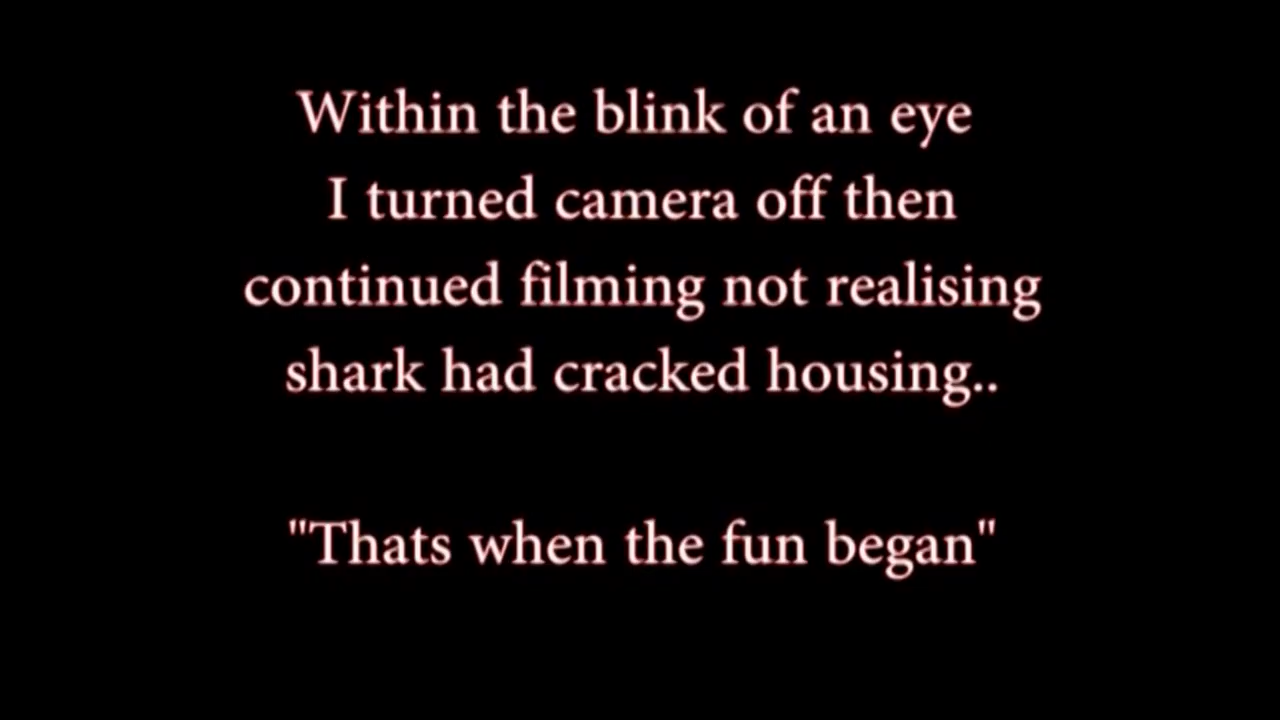 Within the blink of an eye
I turned camera off then
continued filming not realising
shark had cracked housing..
"Thats when the fun began"